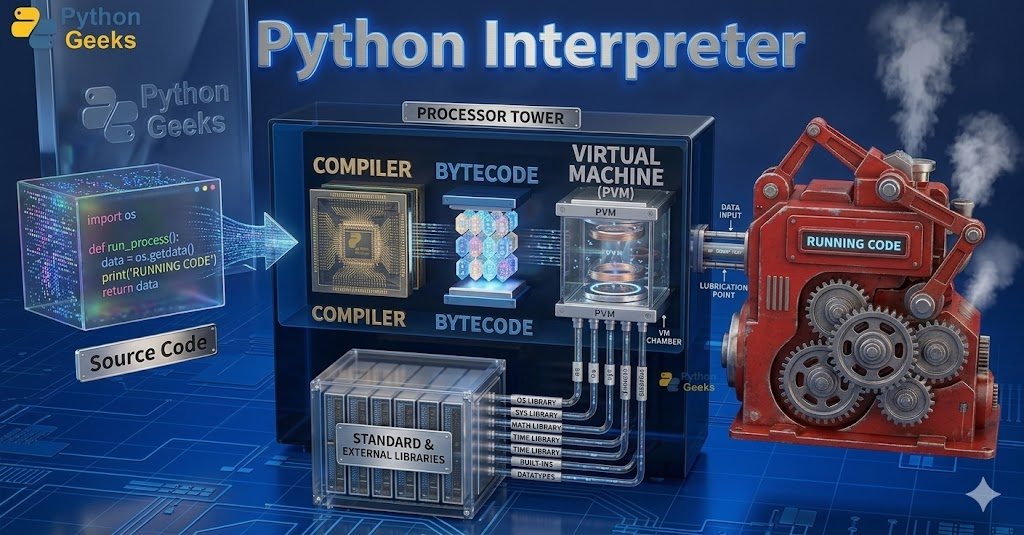 Python
Geeks
Python Interpreter
Python
Geeks
PROCESSOR TOWER
COMPILER
BYTECODE
VIRTUAL
MACHINE
(PVM)
PVM
PVM
COMPILER
BYTECODE
import os
def run_process():
data = os.getdata()
print('RUNNING CODE')
return data
Source Code
DATA
INPUT
LUBRICATION
POINT
VM
CHAMBER
RUNNING CODE
Python
Geeks
STANDARD &
EXTERNAL LIBRARIES
OS LIBRARY
SYS LIBRARY
MATH LIBRARY
TIME LIBRARY
TIME LIBRARY
BUILT-INS
DATATYPES